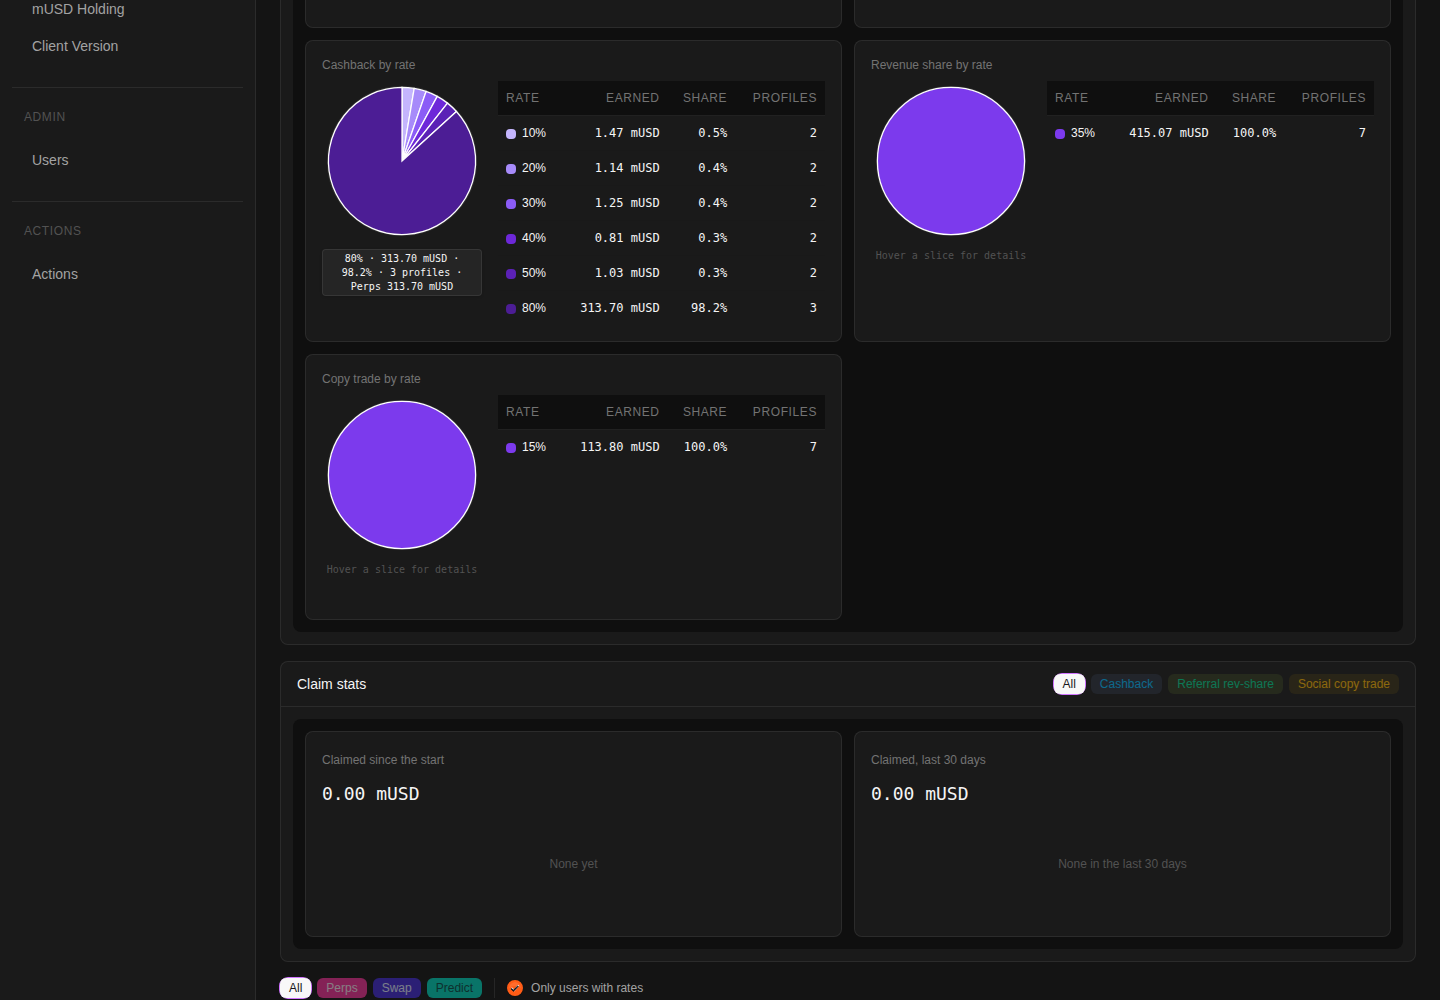 mUSD Holding
Client Version
ADMIN
Users
ACTIONS
Actions
Cashback by rate
RATE EARNED SHARE PROFILES
10% 1.47 mUSD 0.5% 2
20% 1.14 mUSD 0.4% 2
30% 1.25 mUSD 0.4% 2
40% 0.81 mUSD 0.3% 2
50% 1.03 mUSD 0.3% 2
80% 313.70 mUSD 98.2% 3
80% · 313.70 mUSD ·
98.2% · 3 profiles ·
Perps 313.70 mUSD
Revenue share by rate
RATE EARNED SHARE PROFILES
35% 415.07 mUSD 100.0% 7
Hover a slice for details
Copy trade by rate
RATE EARNED SHARE PROFILES
15% 113.80 mUSD 100.0% 7
Hover a slice for details
Claim stats
All Cashback Referral rev-share Social copy trade
Claimed since the start
0.00 mUSD
None yet
Claimed, last 30 days
0.00 mUSD
None in the last 30 days
All Perps Swap Predict Only users with rates